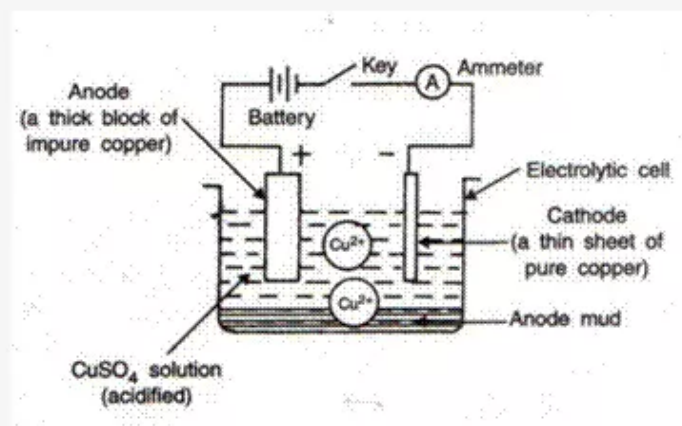 Key
A
Ammeter
Battery
Anode
(a thick block of
impure copper)
+
-
Electrolytic cell
Cathode
(a thin sheet of
pure copper)
Cu²⁺
Cu²⁺
Anode mud
CuSO₄ solution
(acidified)